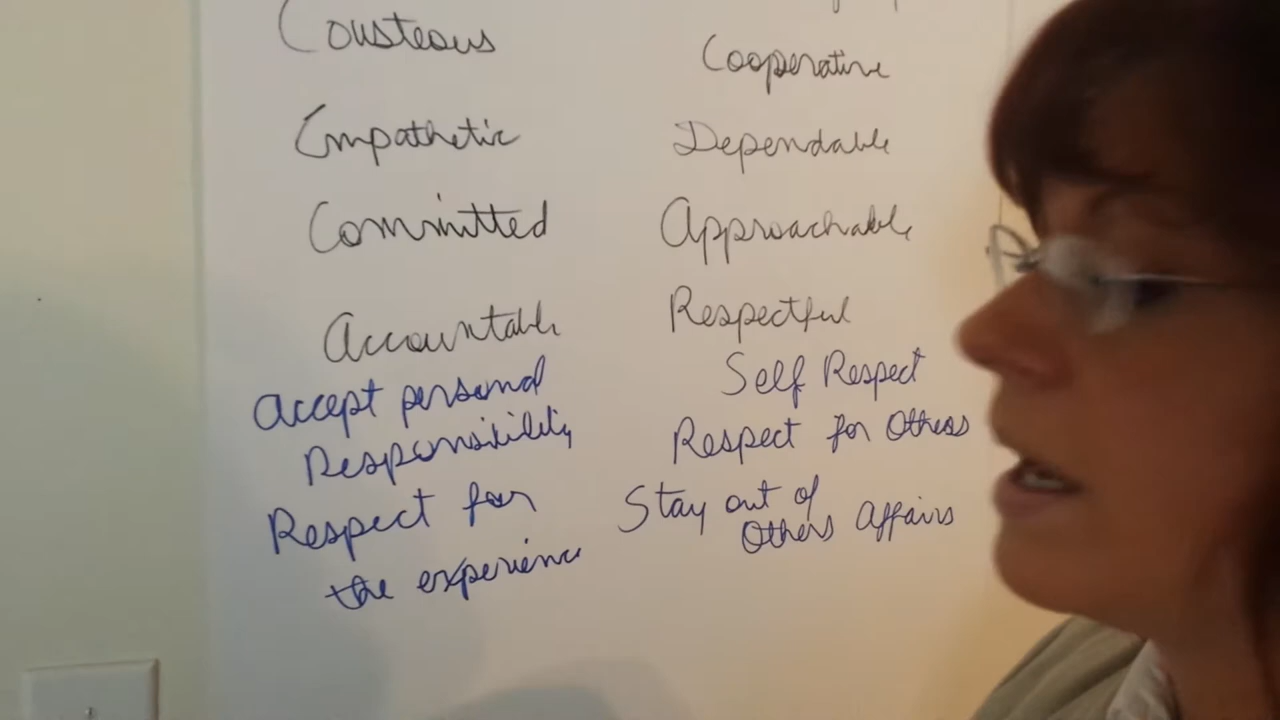 Cousteous
Empathetic
Committed
Accountable
Accept personal
Responsibility
Respect for
the experience
Cooperative
Dependable
Approachable
Respectful
Self Respect
Respect for Others
Stay out of
Others Affairs